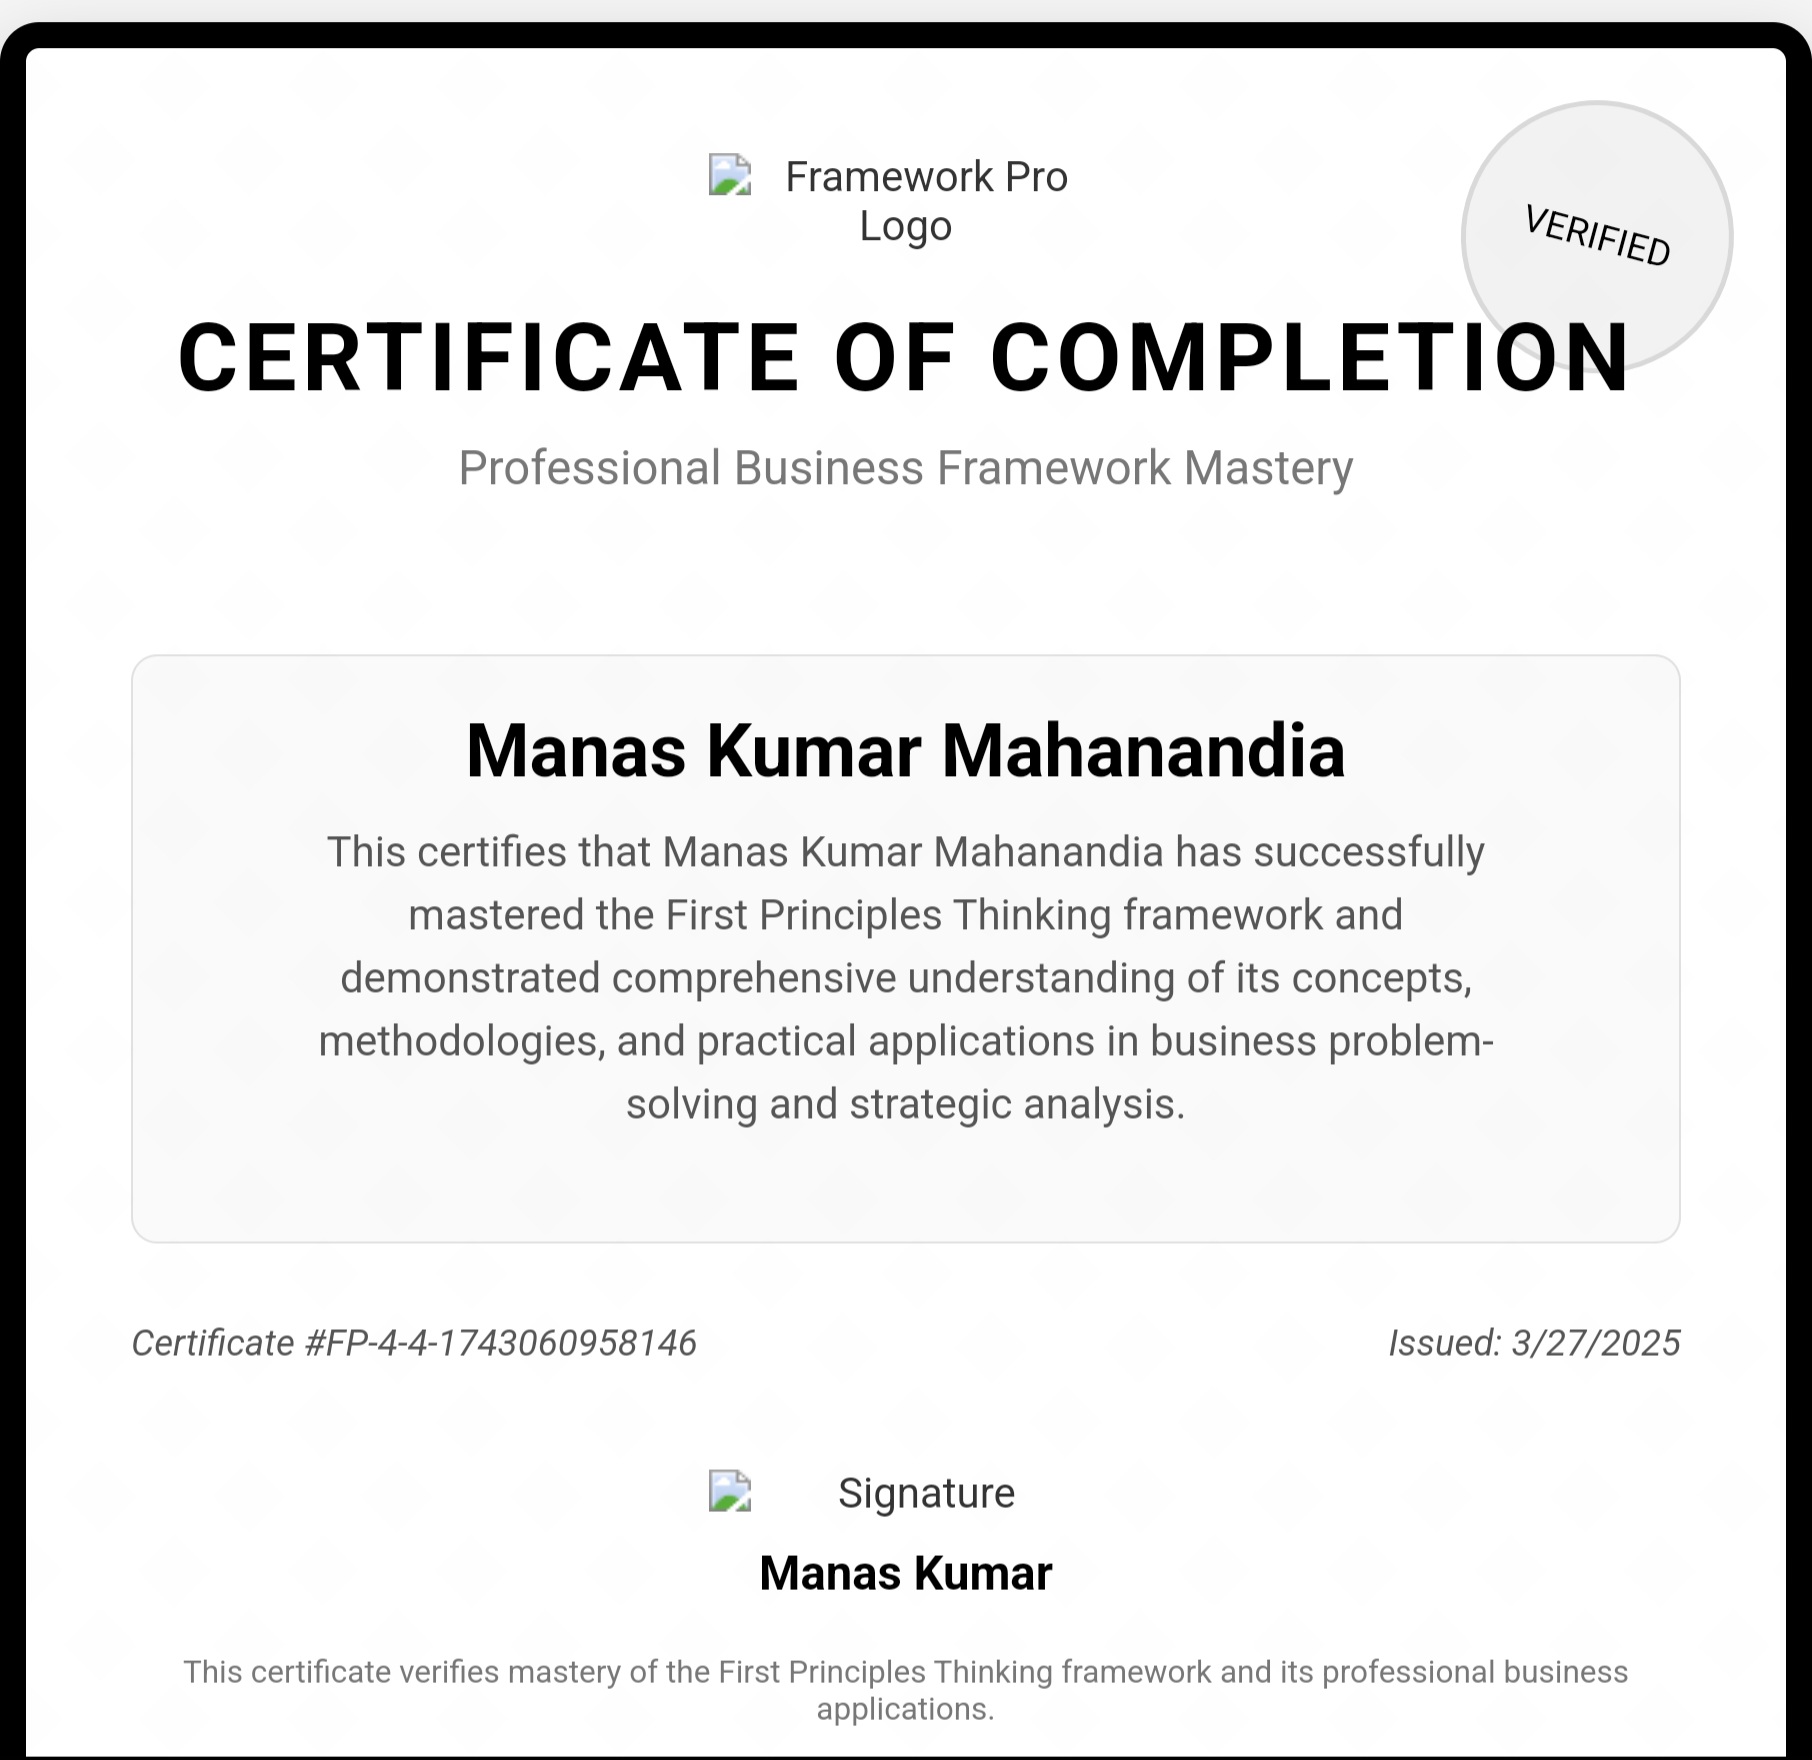 Framework Pro
Logo
VERIFIED
CERTIFICATE OF COMPLETION
Professional Business Framework Mastery
Manas Kumar Mahanandia
This certifies that Manas Kumar Mahanandia has successfully
mastered the First Principles Thinking framework and
demonstrated comprehensive understanding of its concepts,
methodologies, and practical applications in business problem-
solving and strategic analysis.
Certificate #FP-4-4-1743060958146
Issued: 3/27/2025
Signature
Manas Kumar
This certificate verifies mastery of the First Principles Thinking framework and its professional business
applications.